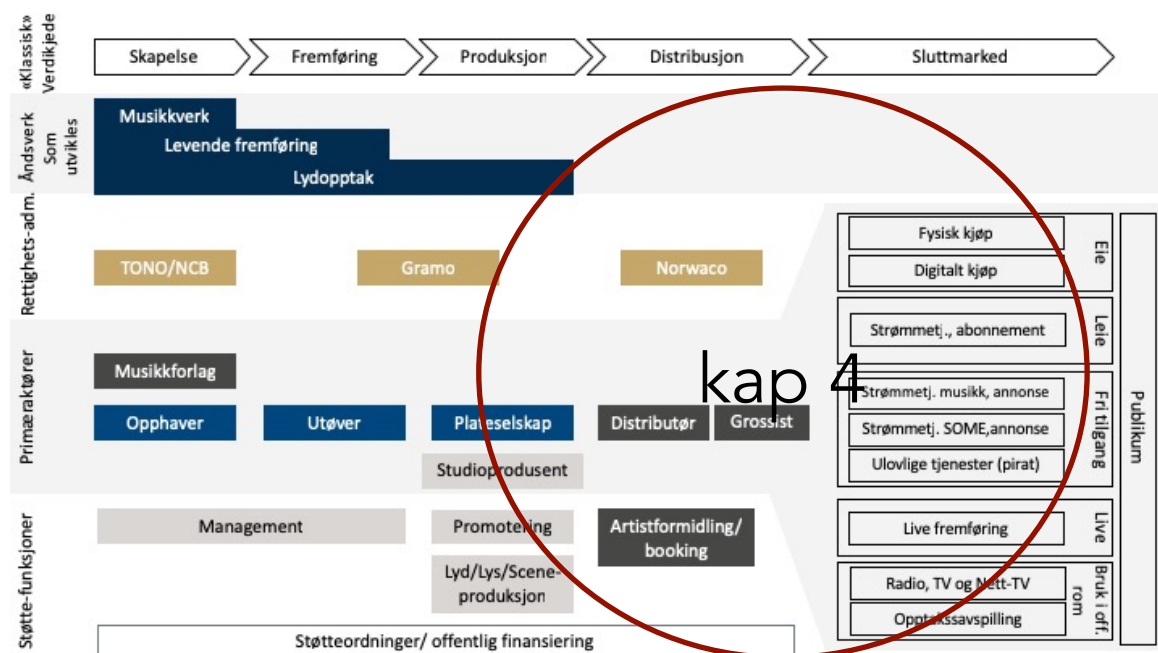 «Klassisk»
Verdikjede
Skapelse
Fremføring
Produksjon
Distribusjon
Sluttmarked
Åndsverk
Som
utvikles
Musikkverk
Levende fremføring
Lydopptak
Rettighets-adm.
TONO/NCB
Gramo
Norwaco
Fysisk kjøp
Digitalt kjøp
Eie
Strømmetj., abonnement
Leie
Primæraktører
Musikkforlag
Opphaver
Utøver
Plateselskap
Distributør
Grossist
Studioprodusent
kap 4
Strømmetj. musikk, annonse
Strømmetj. SOME,annonse
Ulovlige tjenester (pirat)
Fri tilgang
Publikum
Støtte-funksjoner
Management
Promotering
Artistformidling/
booking
Lyd/Lys/Scene-
produksjon
Støtteordninger/ offentlig finansiering
Live fremføring
Live
Radio, TV og Nett-TV
Opptakssavspilling
Bruk i off.
rom